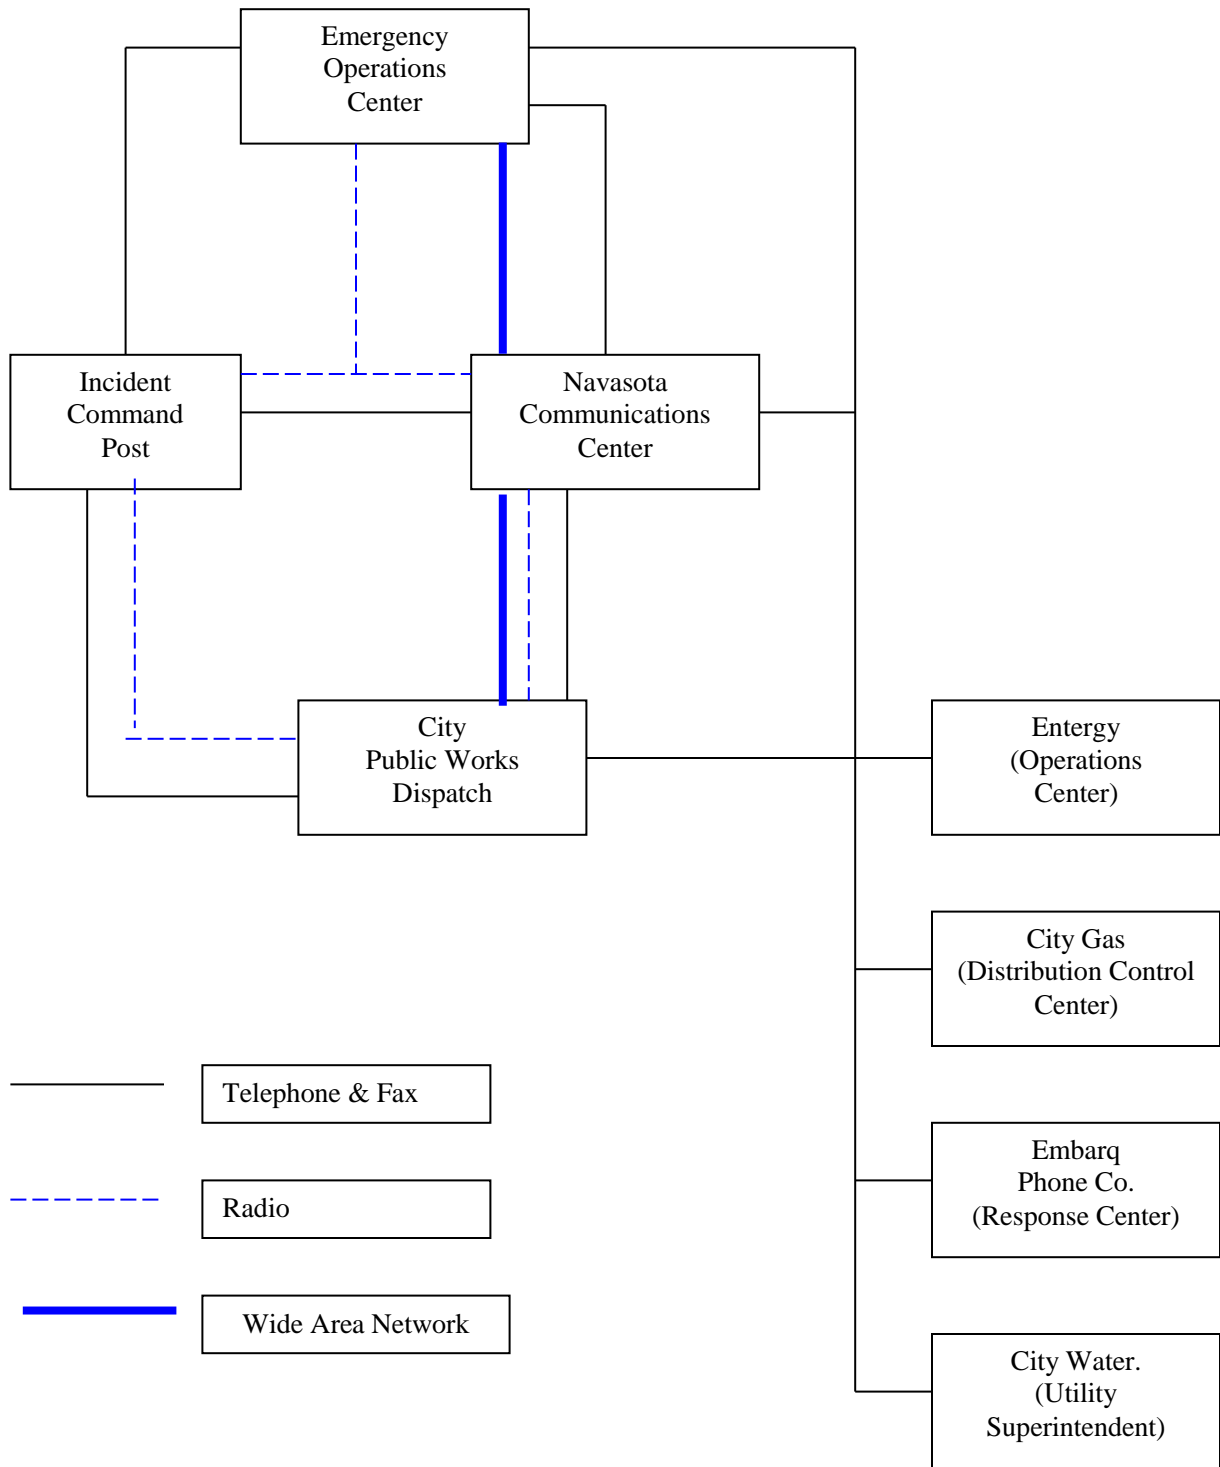 Emergency
Operations
Center
Incident
Command
Post
Navasota
Communications
Center
City
Public Works
Dispatch
Entergy
(Operations
Center)
City Gas
(Distribution Control
Center)
Embarq
Phone Co.
(Response Center)
City Water.
(Utility
Superintendent)
Telephone & Fax
Radio
Wide Area Network